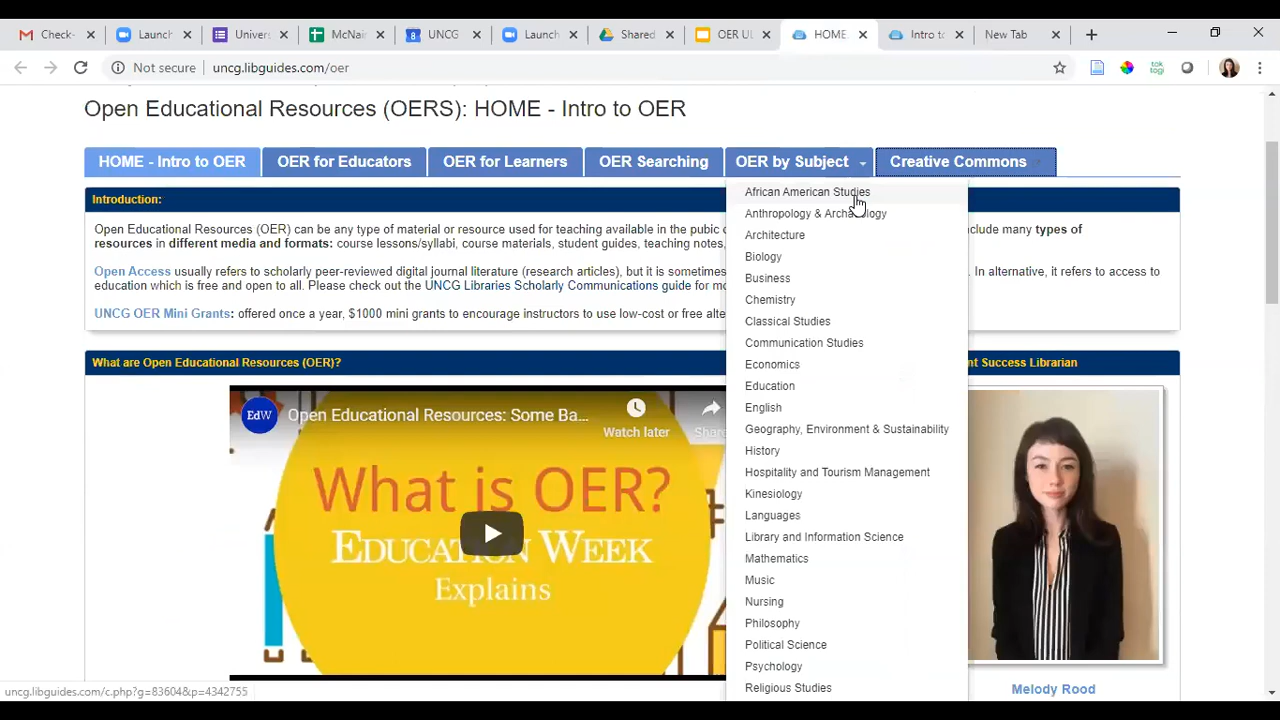 Check-
Launch
Univers
McNair
UNCG
Launch
Shared
OER UL
HOME
Intro to
New Tab
Not secure
uncg.libguides.com/oer
tok
togi
Open Educational Resources (OERS): HOME - Intro to OER
HOME - Intro to OER
OER for Educators
OER for Learners
OER Searching
OER by Subject
Creative Commons
Introduction:
Open Educational Resources (OER) can be any type of material or resource used for teaching available in the pubic
clude many types of
resources in different media and formats: course lessons/syllabi, course materials, student guides, teaching notes,
Open Access usually refers to scholarly peer-reviewed digital journal literature (research articles), but it is sometimes
In alternative, it refers to access to
education which is free and open to all. Please check out the UNCG Libraries Scholarly Communications guide for mo
UNCG OER Mini Grants: offered once a year, $1000 mini grants to encourage instructors to use low-cost or free alte
African American Studies
Anthropology & Archaeology
Architecture
Biology
Business
Chemistry
Classical Studies
Communication Studies
Economics
Education
English
Geography, Environment & Sustainability
History
Hospitality and Tourism Management
Kinesiology
Languages
Library and Information Science
Mathematics
Music
Nursing
Philosophy
Political Science
Psychology
Religious Studies
What are Open Educational Resources (OER)?
EdW
Open Educational Resources: Some Ba...
Watch later
Share
What is OER?
EDUCATION WEEK
Explains
ent Success Librarian
Melody Rood
uncg.libguides.com/c.php?g=83604&p=4342755